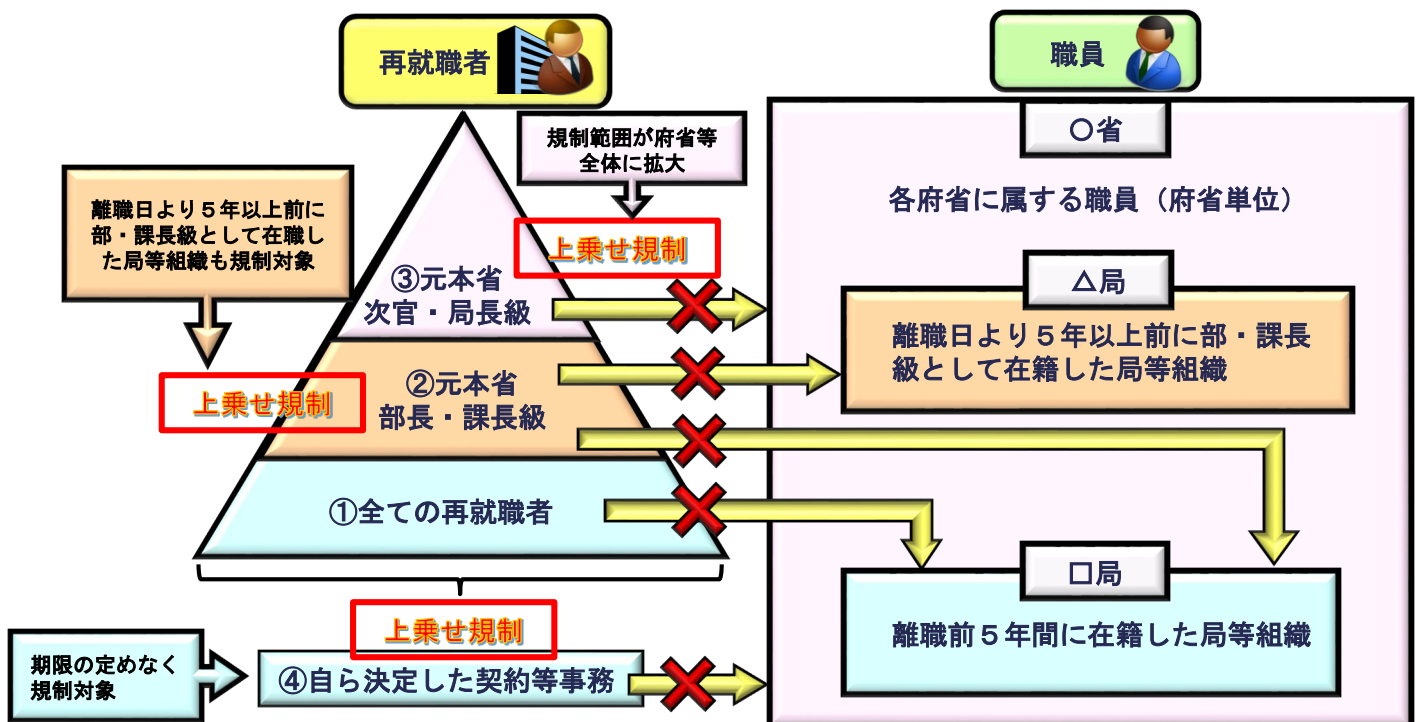 再就職者
職員
〇省
規制範囲が府省等
全体に拡大
離職日より５年以上前に
部・課長級として在職し
た局等組織も規制対象
各府省に属する職員（府省単位）
上乗せ規制
③元本省
次官・局長級
△局
離職日より５年以上前に部・課長
級として在籍した局等組織
上乗せ規制
②元本省
部長・課長級
①全ての再就職者
□局
離職前５年間に在籍した局等組織
上乗せ規制
期限の定めなく
規制対象
④自ら決定した契約等事務